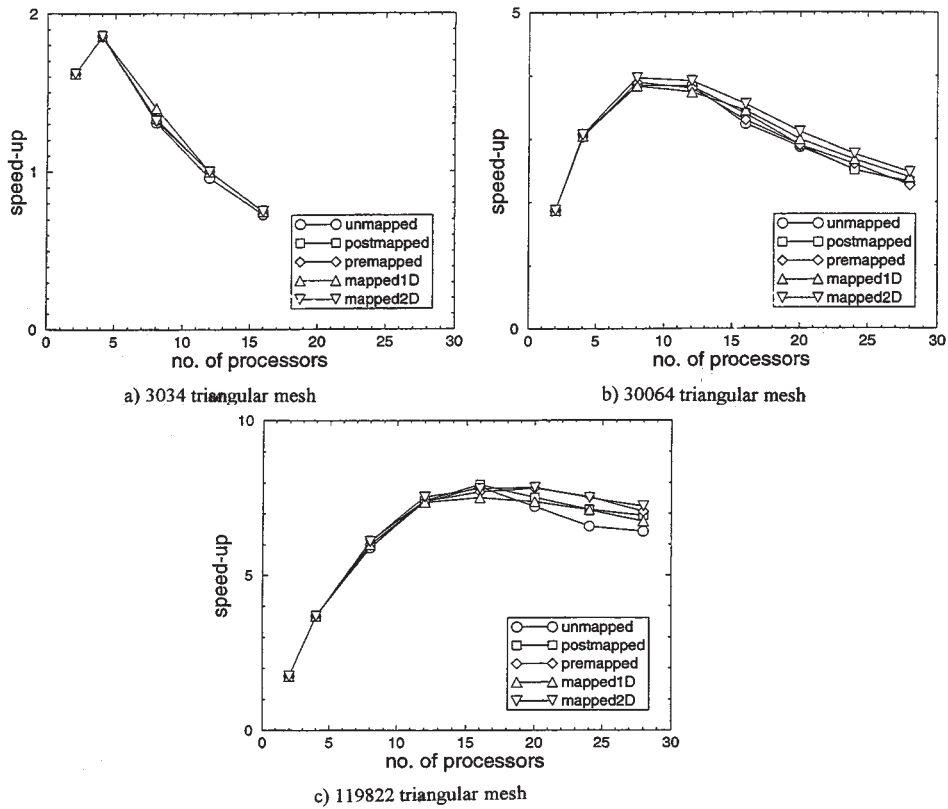 2
1
0
speed-up
0 5 10 15 20 25 30
no. of processors
unmapped
postmapped
premapped
mapped1D
mapped2D
a) 3034 triangular mesh
5
0
speed-up
0 5 10 15 20 25 30
no. of processors
unmapped
postmapped
premapped
mapped1D
mapped2D
b) 30064 triangular mesh
10
5
0
speed-up
0 5 10 15 20 25 30
no. of processors
unmapped
postmapped
premapped
mapped1D
mapped2D
c) 119822 triangular mesh